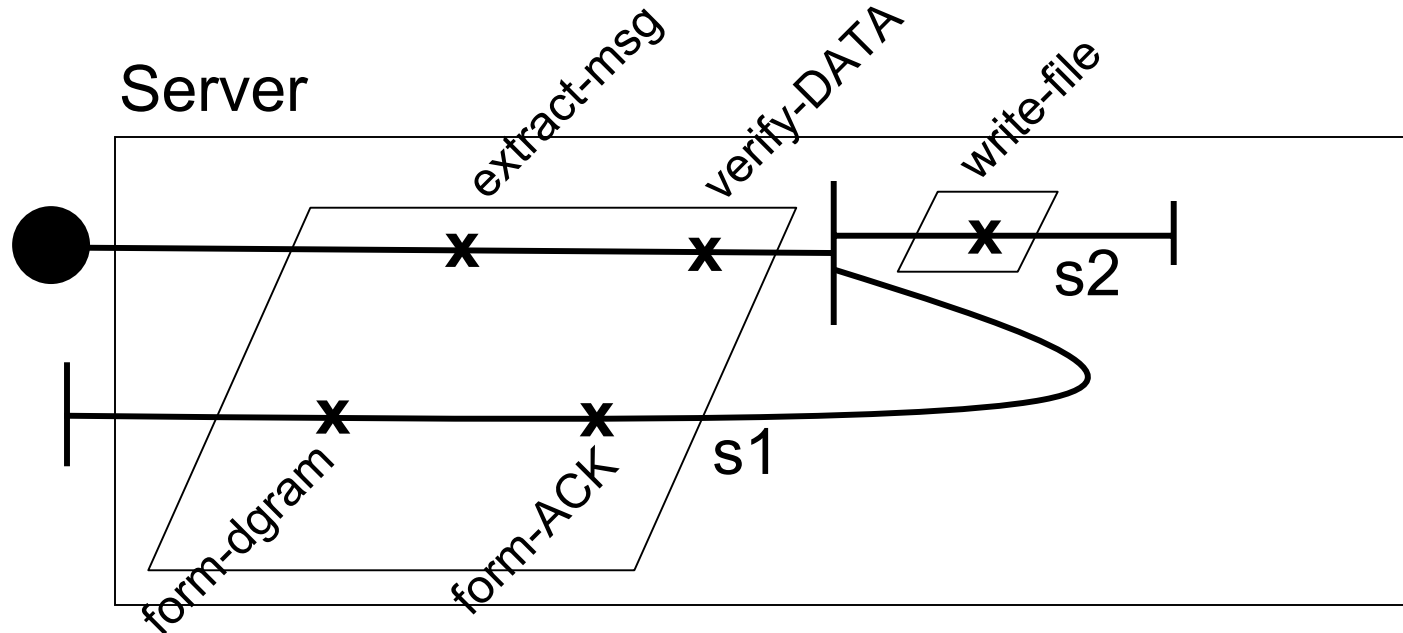 Server
extract-msg
verify-DATA
write-file
s2
s1
form-dgram
form-ACK